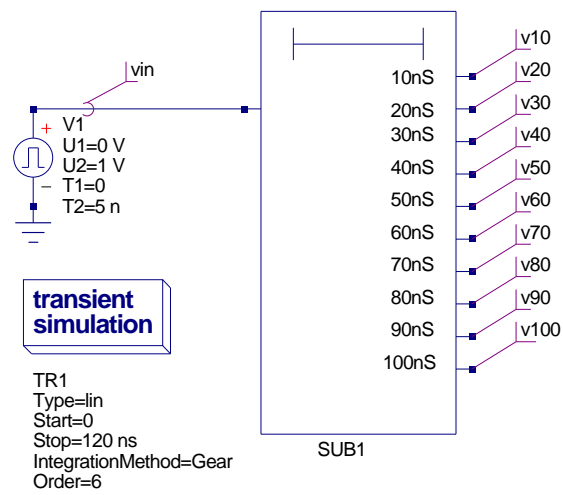 vin
+
V1
U1=0 V
U2=1 V
−
T1=0
T2=5 n
10nS
20nS
30nS
40nS
50nS
60nS
70nS
80nS
90nS
100nS
v10
v20
v30
v40
v50
v60
v70
v80
v90
v100
SUB1
transient
simulation
TR1
Type=lin
Start=0
Stop=120 ns
IntegrationMethod=Gear
Order=6